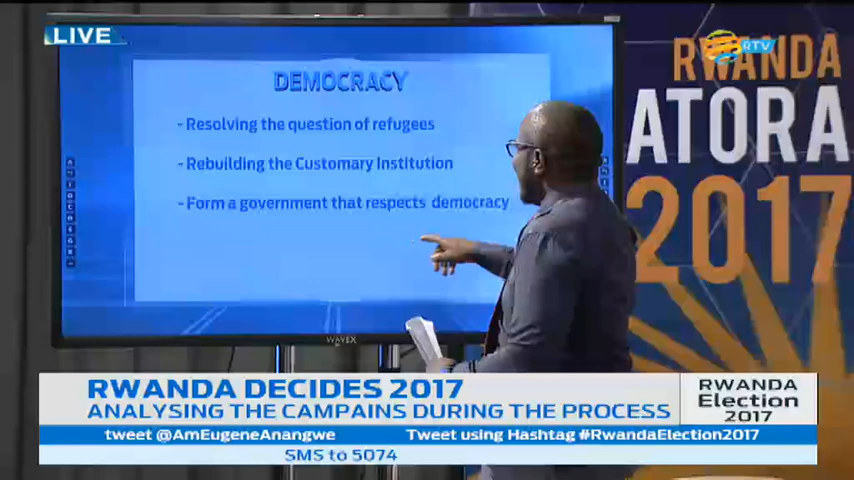 LIVE
DEMOCRACY
- Resolving the question of refugees
- Rebuilding the Customary Institution
- Form a government that respects democracy
WAVEX
RTV
RWANDA
ATORA
2017
RWANDA DECIDES 2017
ANALYSING THE CAMPAINS DURING THE PROCESS
RWANDA
Election
2017
tweet @AmEugeneAnangwe
Tweet using Hashtag #RwandaElection2017
SMS to 5074